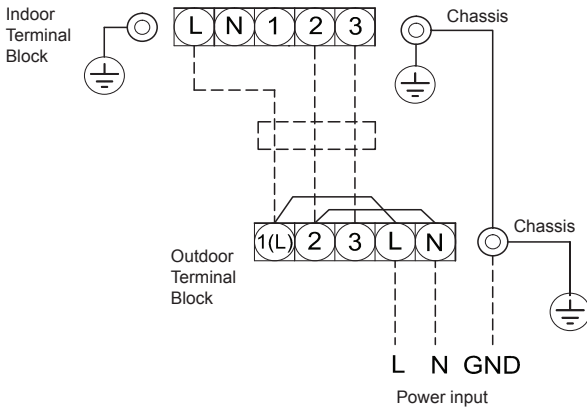 Indoor
Terminal
Block
L N 1 2 3
Chassis
1(L) 2 3 L N
Chassis
Outdoor
Terminal
Block
L N GND
Power input